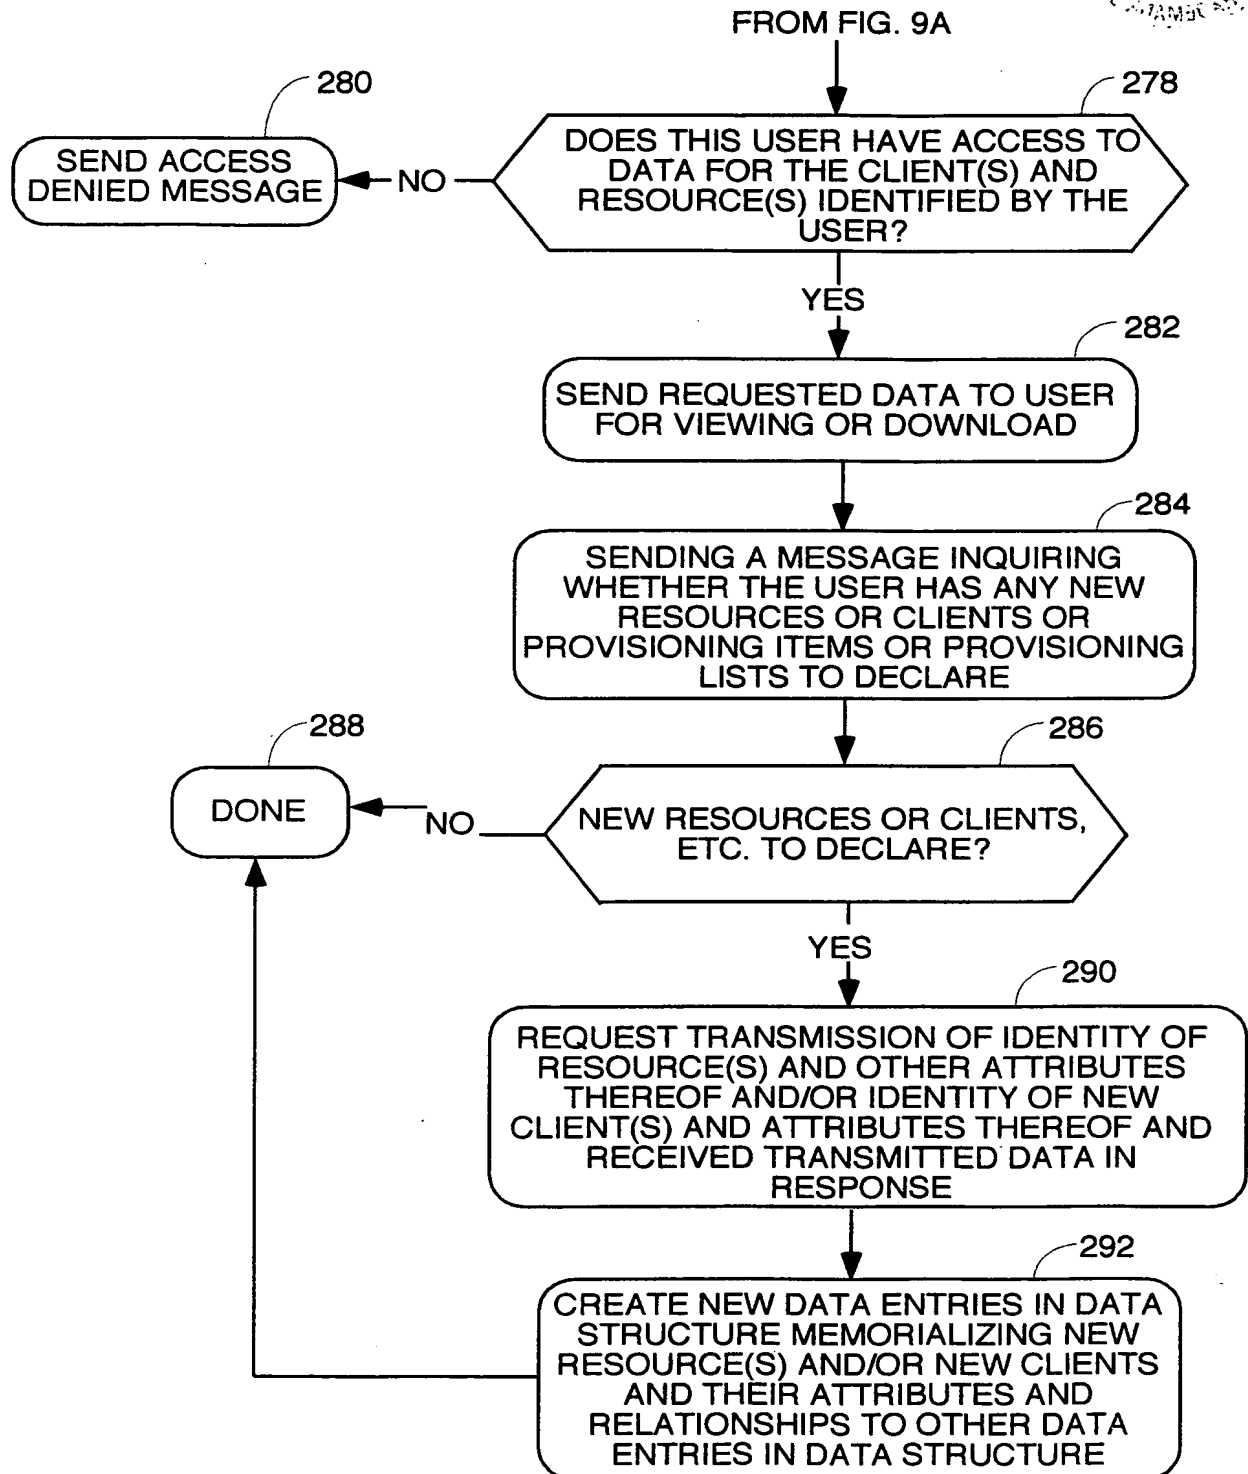 FROM FIG. 9A
280
278
SEND ACCESS
DENIED MESSAGE
NO
DOES THIS USER HAVE ACCESS TO
DATA FOR THE CLIENT(S) AND
RESOURCE(S) IDENTIFIED BY THE
USER?
YES
282
SEND REQUESTED DATA TO USER
FOR VIEWING OR DOWNLOAD
284
SENDING A MESSAGE INQUIRING
WHETHER THE USER HAS ANY NEW
RESOURCES OR CLIENTS OR
PROVISIONING ITEMS OR PROVISIONING
LISTS TO DECLARE
288
286
DONE
NO
NEW RESOURCES OR CLIENTS,
ETC. TO DECLARE?
YES
290
REQUEST TRANSMISSION OF IDENTITY OF
RESOURCE(S) AND OTHER ATTRIBUTES
THEREOF AND/OR IDENTITY OF NEW
CLIENT(S) AND ATTRIBUTES THEREOF AND
RECEIVED TRANSMITTED DATA IN
RESPONSE
292
CREATE NEW DATA ENTRIES IN DATA
STRUCTURE MEMORIALIZING NEW
RESOURCE(S) AND/OR NEW CLIENTS
AND THEIR ATTRIBUTES AND
RELATIONSHIPS TO OTHER DATA
ENTRIES IN DATA STRUCTURE